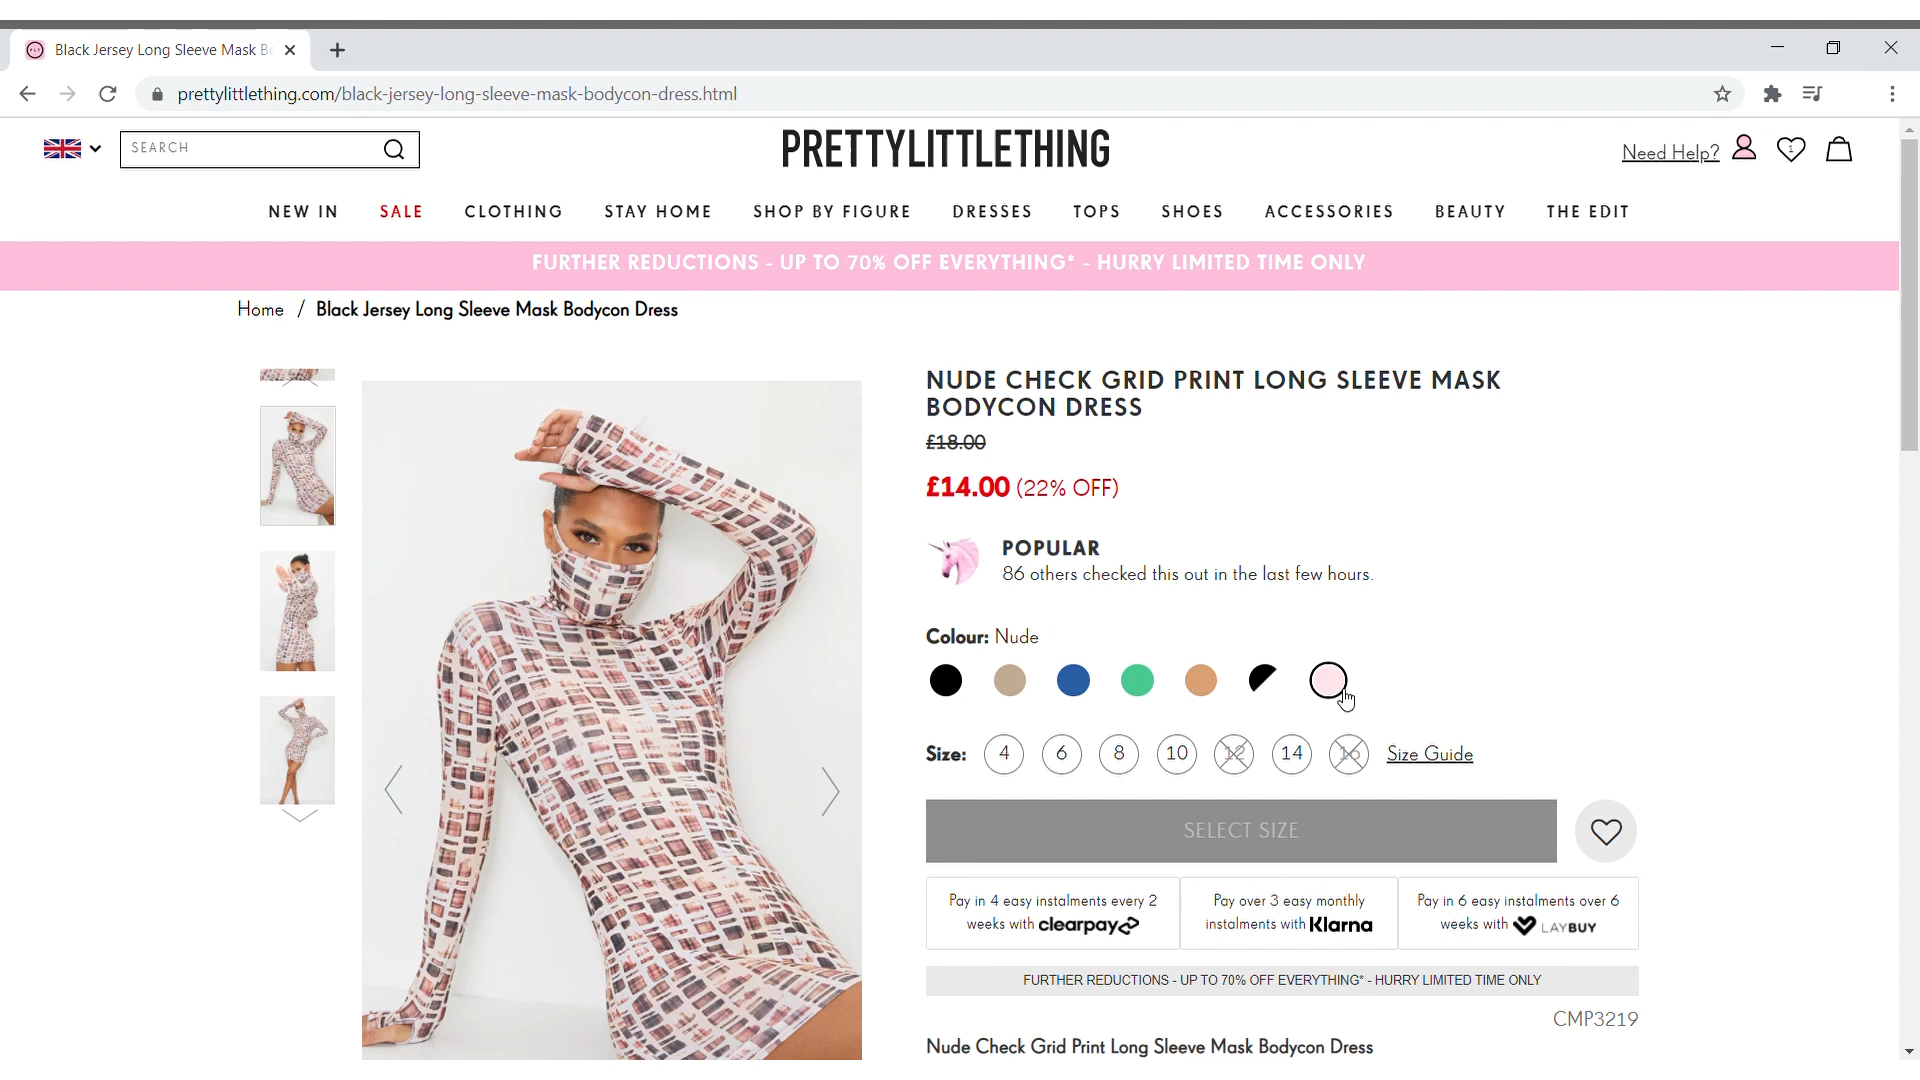 Black Jersey Long Sleeve Mask Bo
prettylittlething.com/black-jersey-long-sleeve-mask-bodycon-dress.html
SEARCH
PRETTYLITTLETHING
Need Help?
1
NEW IN SALE CLOTHING STAY HOME SHOP BY FIGURE DRESSES TOPS SHOES ACCESSORIES BEAUTY THE EDIT
FURTHER REDUCTIONS - UP TO 70% OFF EVERYTHING* - HURRY LIMITED TIME ONLY
Home / Black Jersey Long Sleeve Mask Bodycon Dress
NUDE CHECK GRID PRINT LONG SLEEVE MASK
BODYCON DRESS
£18.00
£14.00 (22% OFF)
POPULAR
86 others checked this out in the last few hours.
Colour: Nude
Size: 4 6 8 10 12 14 16 Size Guide
SELECT SIZE
Pay in 4 easy instalments every 2
weeks with clearpay
Pay over 3 easy monthly
instalments with Klarna
Pay in 6 easy instalments over 6
weeks with LAYBUY
FURTHER REDUCTIONS - UP TO 70% OFF EVERYTHING* - HURRY LIMITED TIME ONLY
CMP3219
Nude Check Grid Print Long Sleeve Mask Bodycon Dress